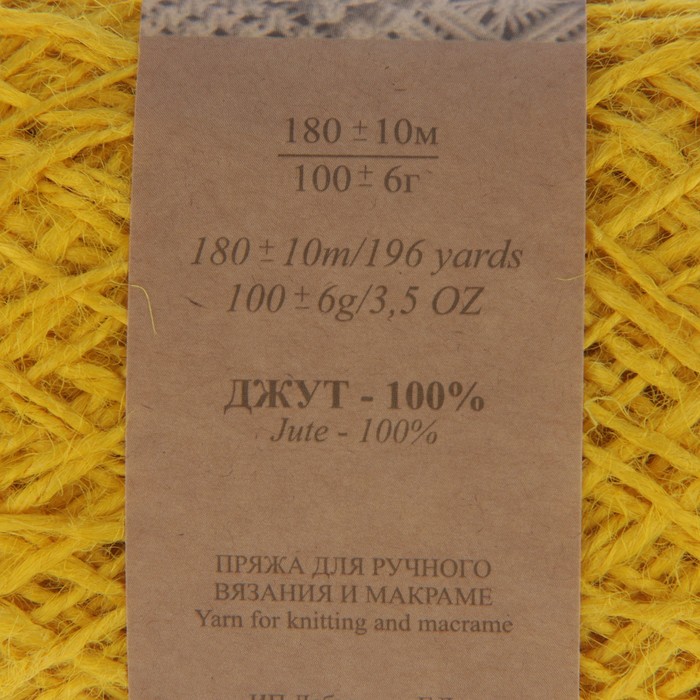 180 ± 10м
100 ± 6г
180 ± 10m/196 yards
100 ± 6g/3,5 OZ
ДЖУТ - 100%
Jute - 100%
ПРЯЖА ДЛЯ РУЧНОГО
ВЯЗАНИЯ И МАКРАМЕ
Yarn for knitting and macrame
ИП